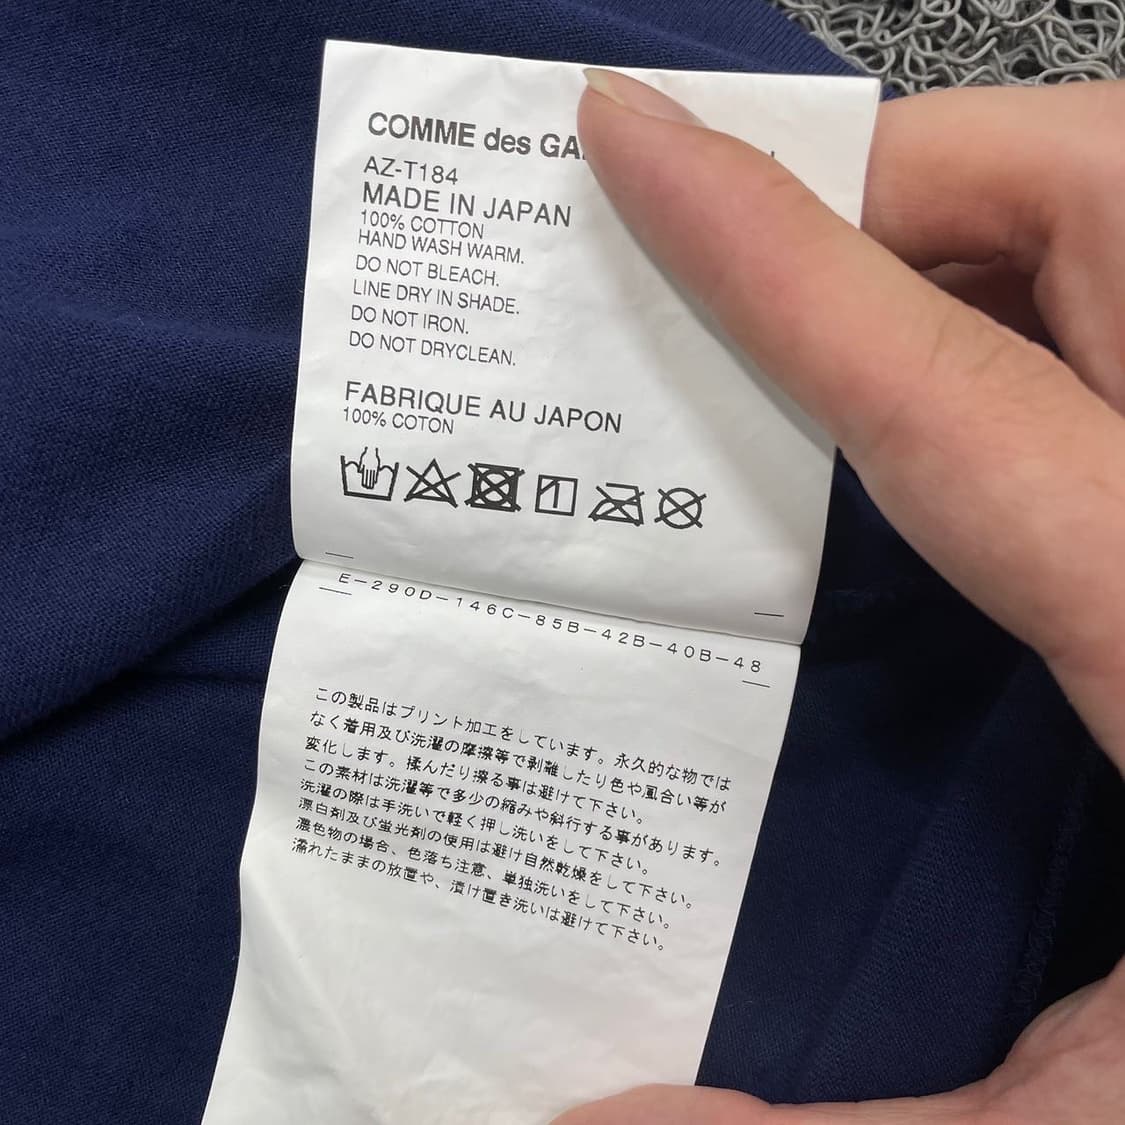 COMME des
AZ-T184
MADE IN JAPAN
100% COTTON
HAND WASH WARM.
DO NOT BLEACH.
LINE DRY IN SHADE.
DO NOT IRON.
DO NOT DRYCLEAN.
FABRIQUE AU JAPON
100% COTON
E-290D-146C-85B-42B-40B-48
この製品はプリント加工をしています。永久的な物では
なく着用及び洗濯の摩擦等で剥離したり色や風合い等が
変化します。揉んだり擦る事は避けて下さい。
この素材は洗濯等で多少の縮みや斜行する事があります。
洗濯の際は手洗いで軽く押し洗いをして下さい。
漂白剤及び蛍光剤の使用は避け自然乾燥をして下さい。
濃色物の場合、色落ち注意、単独洗いをして下さい。
濡れたままの放置や、漬け置き洗いは避けて下さい。